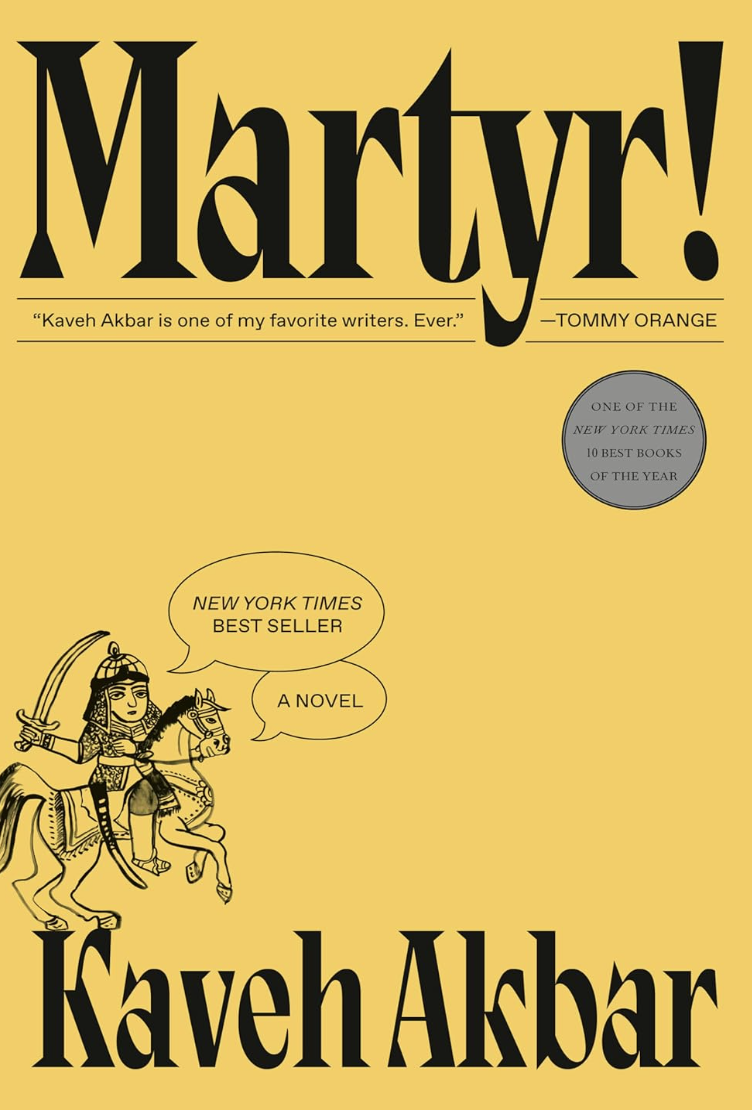 Martyr!
“Kaveh Akbar is one of my favorite writers. Ever.” —TOMMY ORANGE
ONE OF THE
NEW YORK TIMES
10 BEST BOOKS
OF THE YEAR
NEW YORK TIMES
BEST SELLER
A NOVEL
Kaveh Akbar